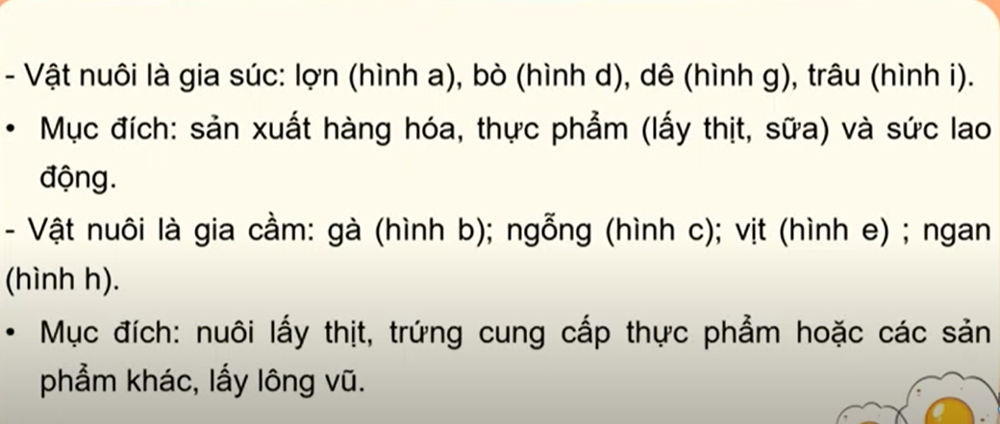 - Vật nuôi là gia súc: lợn (hình a), bò (hình d), dê (hình g), trâu (hình i).
• Mục đích: sản xuất hàng hóa, thực phẩm (lấy thịt, sữa) và sức lao
động.
- Vật nuôi là gia cầm: gà (hình b); ngỗng (hình c); vịt (hình e) ; ngan
(hình h).
• Mục đích: nuôi lấy thịt, trứng cung cấp thực phẩm hoặc các sản
phẩm khác, lấy lông vũ.